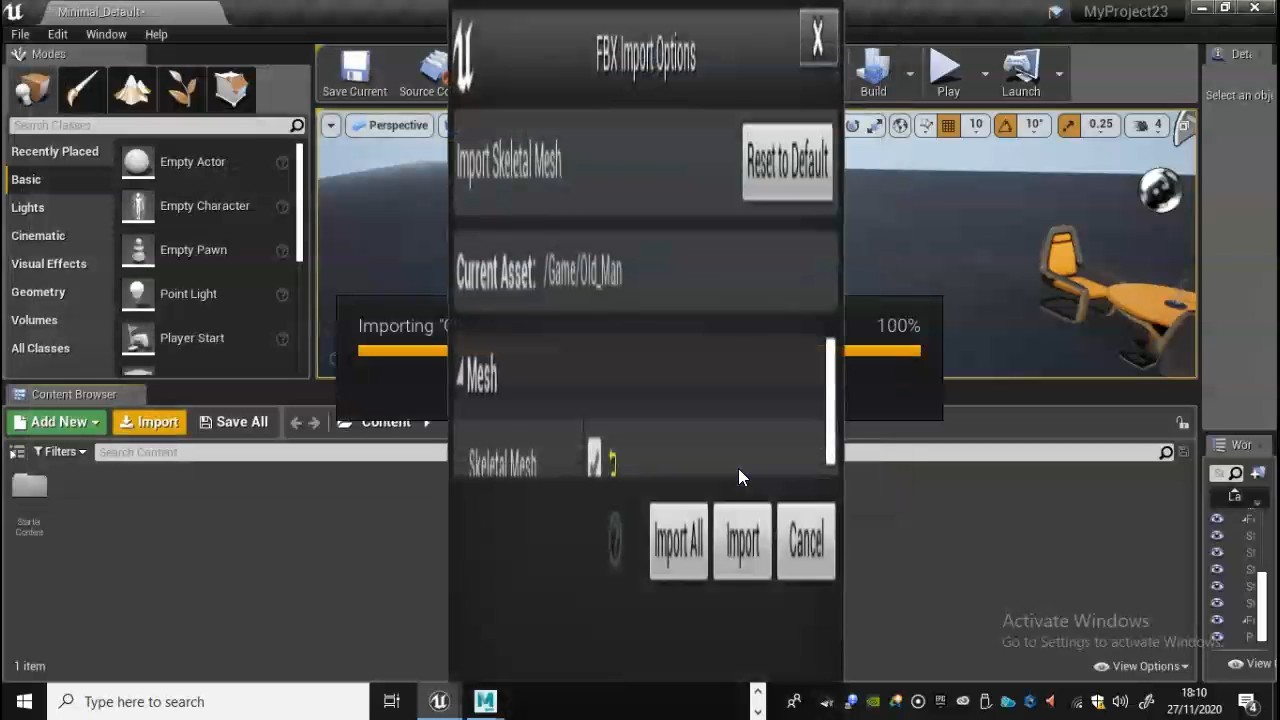 Minimal_Default•
MyProject23
File Edit Window Help
Modes
Search Classes
Recently Placed
Basic
Lights
Cinematic
Visual Effects
Geometry
Volumes
All Classes
Empty Actor
Empty Character
Empty Pawn
Point Light
Player Start
Save Current
Perspective
FBX Import Options
X
Import Skeletal Mesh
Reset to Default
Current Asset: /Game/Old_Man
Mesh
Skeletal Mesh
Import All
Import
Cancel
Build
Play
Launch
10
10°
0.25
4
Importing
100%
Content Browser
Add New
Import
Save All
Content
Filters
Search Content
1 item
View Options
Activate Windows
Go to Settings to activate Windows.
View
Type here to search
18:10
27/11/2020
4